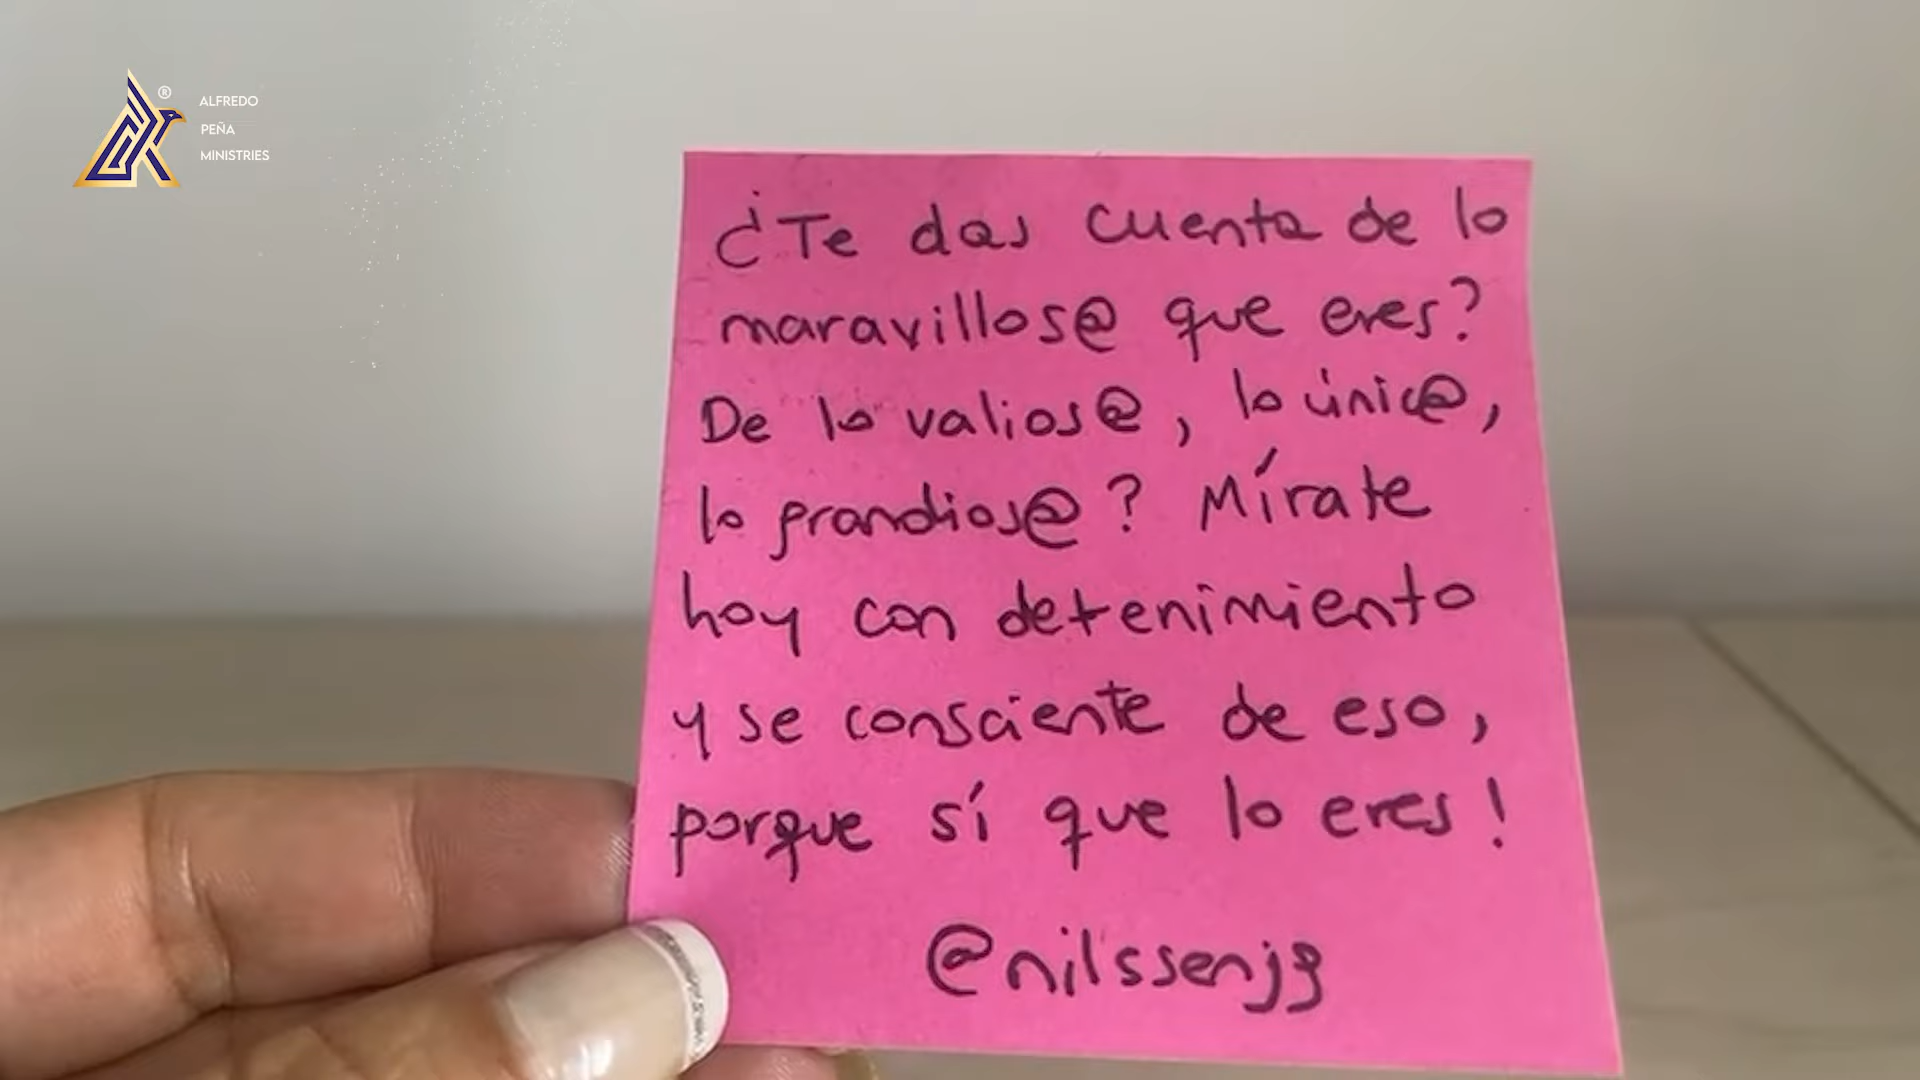 ®
ALFREDO
PEÑA
MINISTRIES
¿Te das cuenta de lo
maravillos@ que eres?
De lo valios@, lo únic@,
lo grandios@? Mírate
hoy con detenimiento
y se consciente de eso,
porque sí que lo eres!
@nilssenjg